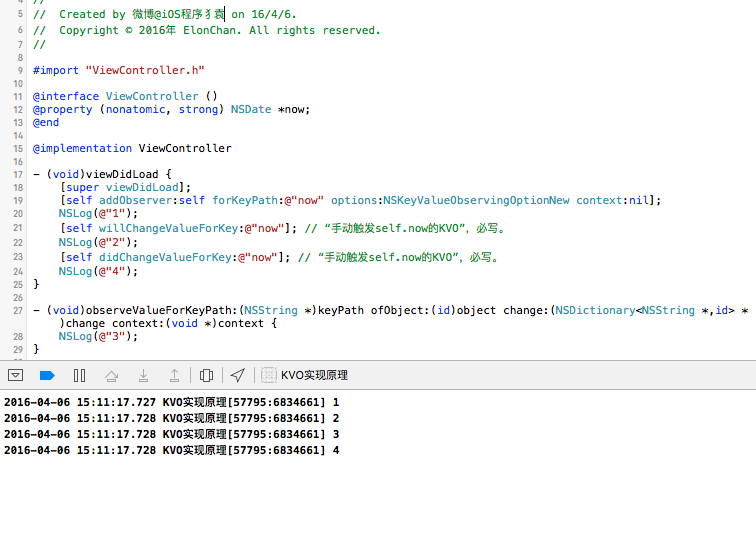 4 //
5 //  Created by 微博@iOS程序犭袁 on 16/4/6.
6 //  Copyright © 2016年 ElonChan. All rights reserved.
7 //
8
9 #import "ViewController.h"
10
11 @interface ViewController ()
12 @property (nonatomic, strong) NSDate *now;
13 @end
14
15 @implementation ViewController
16
17 - (void)viewDidLoad {
18     [super viewDidLoad];
19     [self addObserver:self forKeyPath:@"now" options:NSKeyValueObservingOptionNew context:nil];
20     NSLog(@"1");
21     [self willChangeValueForKey:@"now"]; // “手动触发self.now的KVO”，必写。
22     NSLog(@"2");
23     [self didChangeValueForKey:@"now"]; // “手动触发self.now的KVO”，必写。
24     NSLog(@"4");
25 }
26
27 - (void)observeValueForKeyPath:(NSString *)keyPath ofObject:(id)object change:(NSDictionary<NSString *,id> *
)change context:(void *)context {
28     NSLog(@"3");
29 }
KVO实现原理
2016-04-06 15:11:17.727 KVO实现原理[57795:6834661] 1
2016-04-06 15:11:17.728 KVO实现原理[57795:6834661] 2
2016-04-06 15:11:17.728 KVO实现原理[57795:6834661] 3
2016-04-06 15:11:17.728 KVO实现原理[57795:6834661] 4